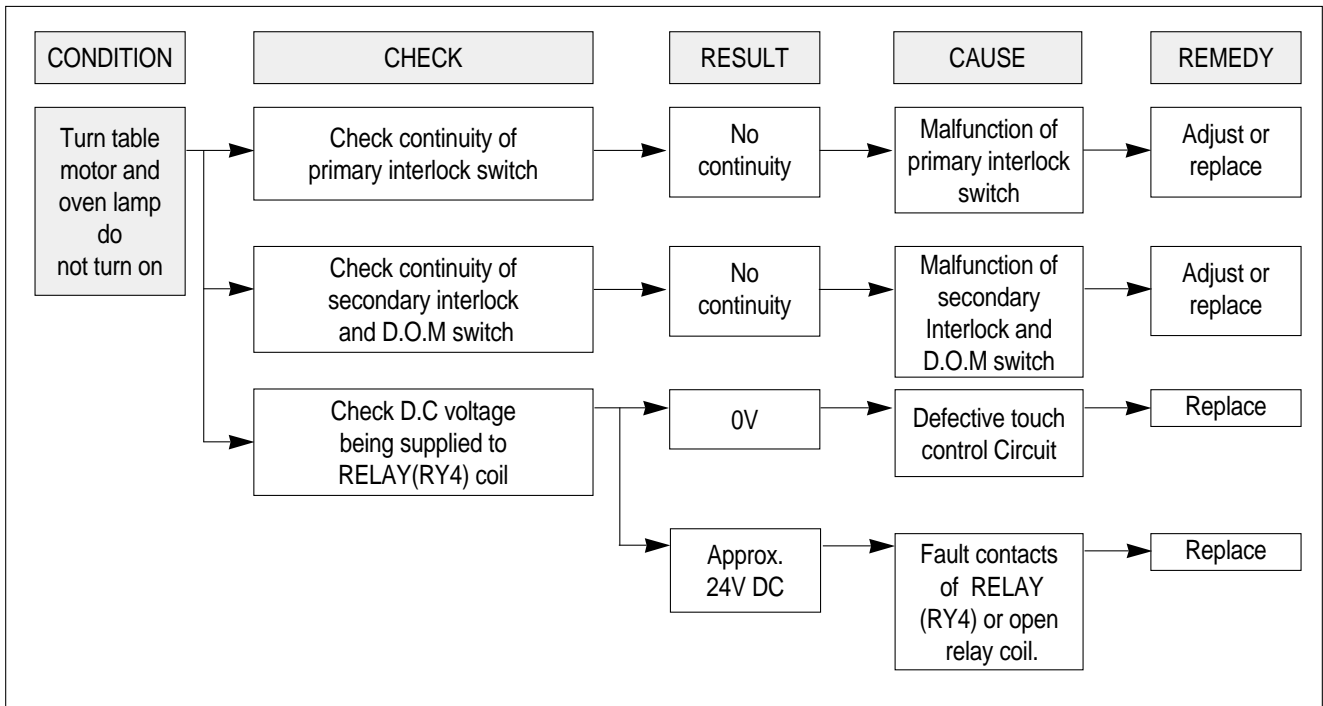 CONDITION
CHECK
RESULT
CAUSE
REMEDY
Turn table
motor and
oven lamp
do
not turn on
Check continuity of
primary interlock switch
No
continuity
Malfunction of
primary interlock
switch
Adjust or
replace
Check continuity of
secondary interlock
and D.O.M switch
No
continuity
Malfunction of
secondary
Interlock and
D.O.M switch
Adjust or
replace
Check D.C voltage
being supplied to
RELAY(RY4) coil
0V
Defective touch
control Circuit
Replace
Approx.
24V DC
Fault contacts
of RELAY
(RY4) or open
relay coil.
Replace